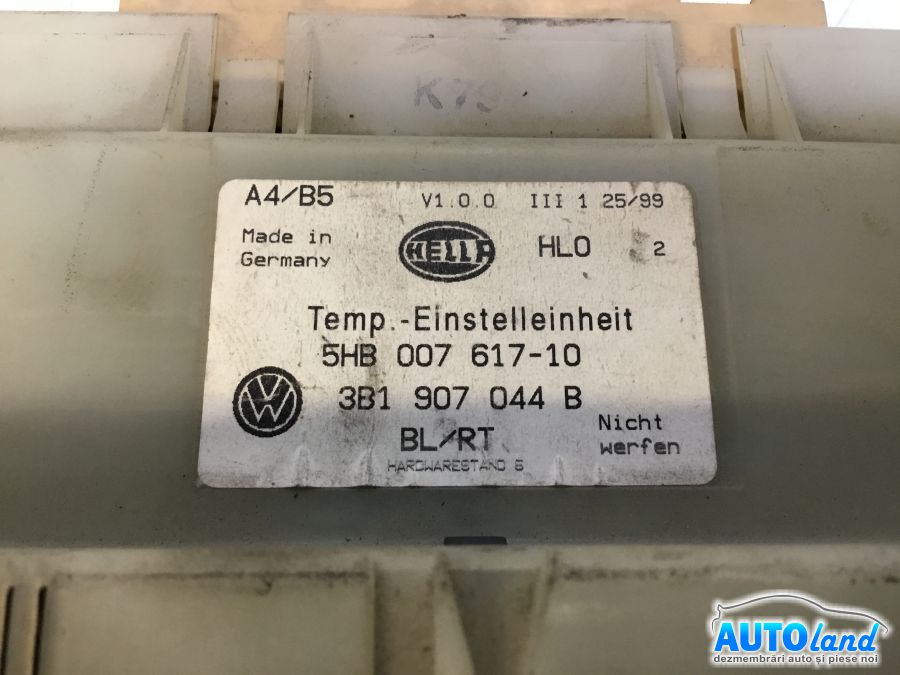 K79
A4/B5 V1.0.0 III 1 25/99
Made in
Germany
HELLA
HLO 2
Temp.-Einstelleinheit
5HB 007 617-10
3B1 907 044 B
BL/RT
Nicht
werfen
HARDWARESTAND 6
AUTOland
dezmembrări auto și piese noi